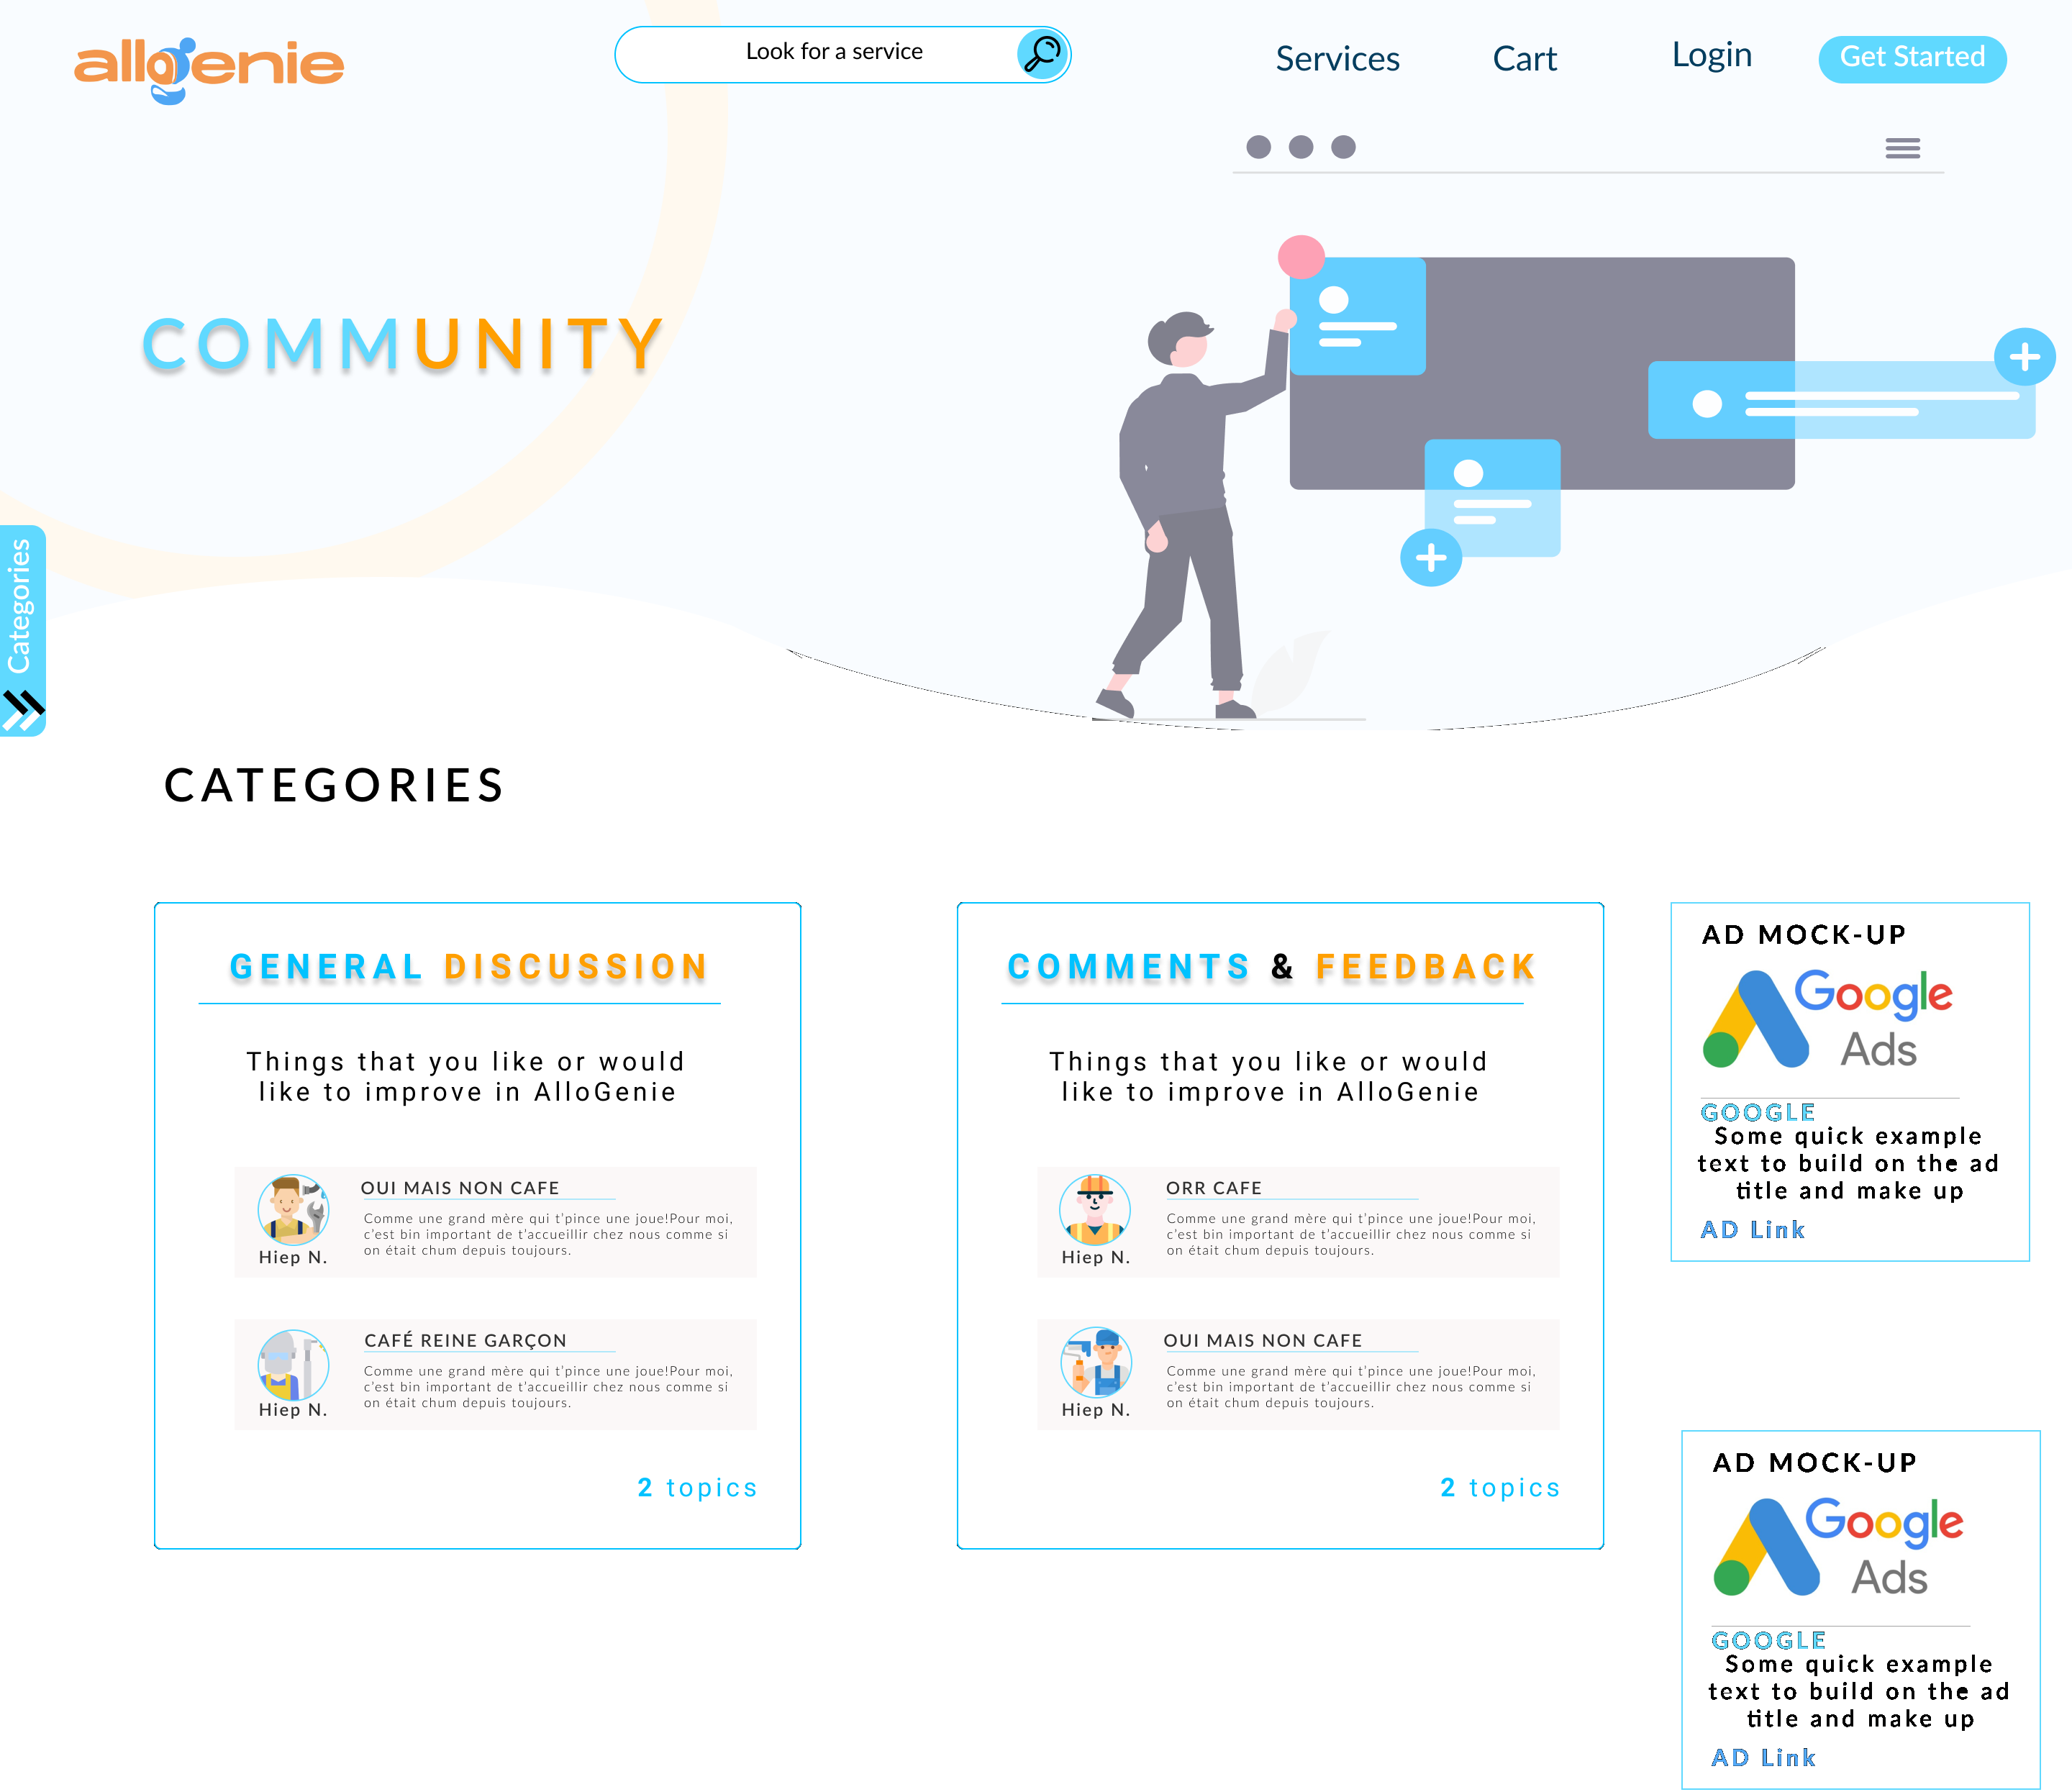 allogenie
Look for a service
Services
Cart
Login
Get Started
COMMUNITY
Categories
CATEGORIES
GENERAL DISCUSSION
Things that you like or would
like to improve in AlloGenie
OUI MAIS NON CAFE
Comme une grand mère qui t'pince une joue!Pour moi,
c'est bin important de t'accueillir chez nous comme si
on était chum depuis toujours.
Hiep N.
CAFÉ REINE GARÇON
Comme une grand mère qui t'pince une joue!Pour moi,
c'est bin important de t'accueillir chez nous comme si
on était chum depuis toujours.
Hiep N.
2 topics
COMMENTS & FEEDBACK
Things that you like or would
like to improve in AlloGenie
ORR CAFE
Comme une grand mère qui t'pince une joue!Pour moi,
c'est bin important de t'accueillir chez nous comme si
on était chum depuis toujours.
Hiep N.
OUI MAIS NON CAFE
Comme une grand mère qui t'pince une joue!Pour moi,
c'est bin important de t'accueillir chez nous comme si
on était chum depuis toujours.
Hiep N.
2 topics
AD MOCK-UP
Google
Ads
GOOGLE
Some quick example
text to build on the ad
title and make up
AD Link
AD MOCK-UP
Google
Ads
GOOGLE
Some quick example
text to build on the ad
title and make up
AD Link